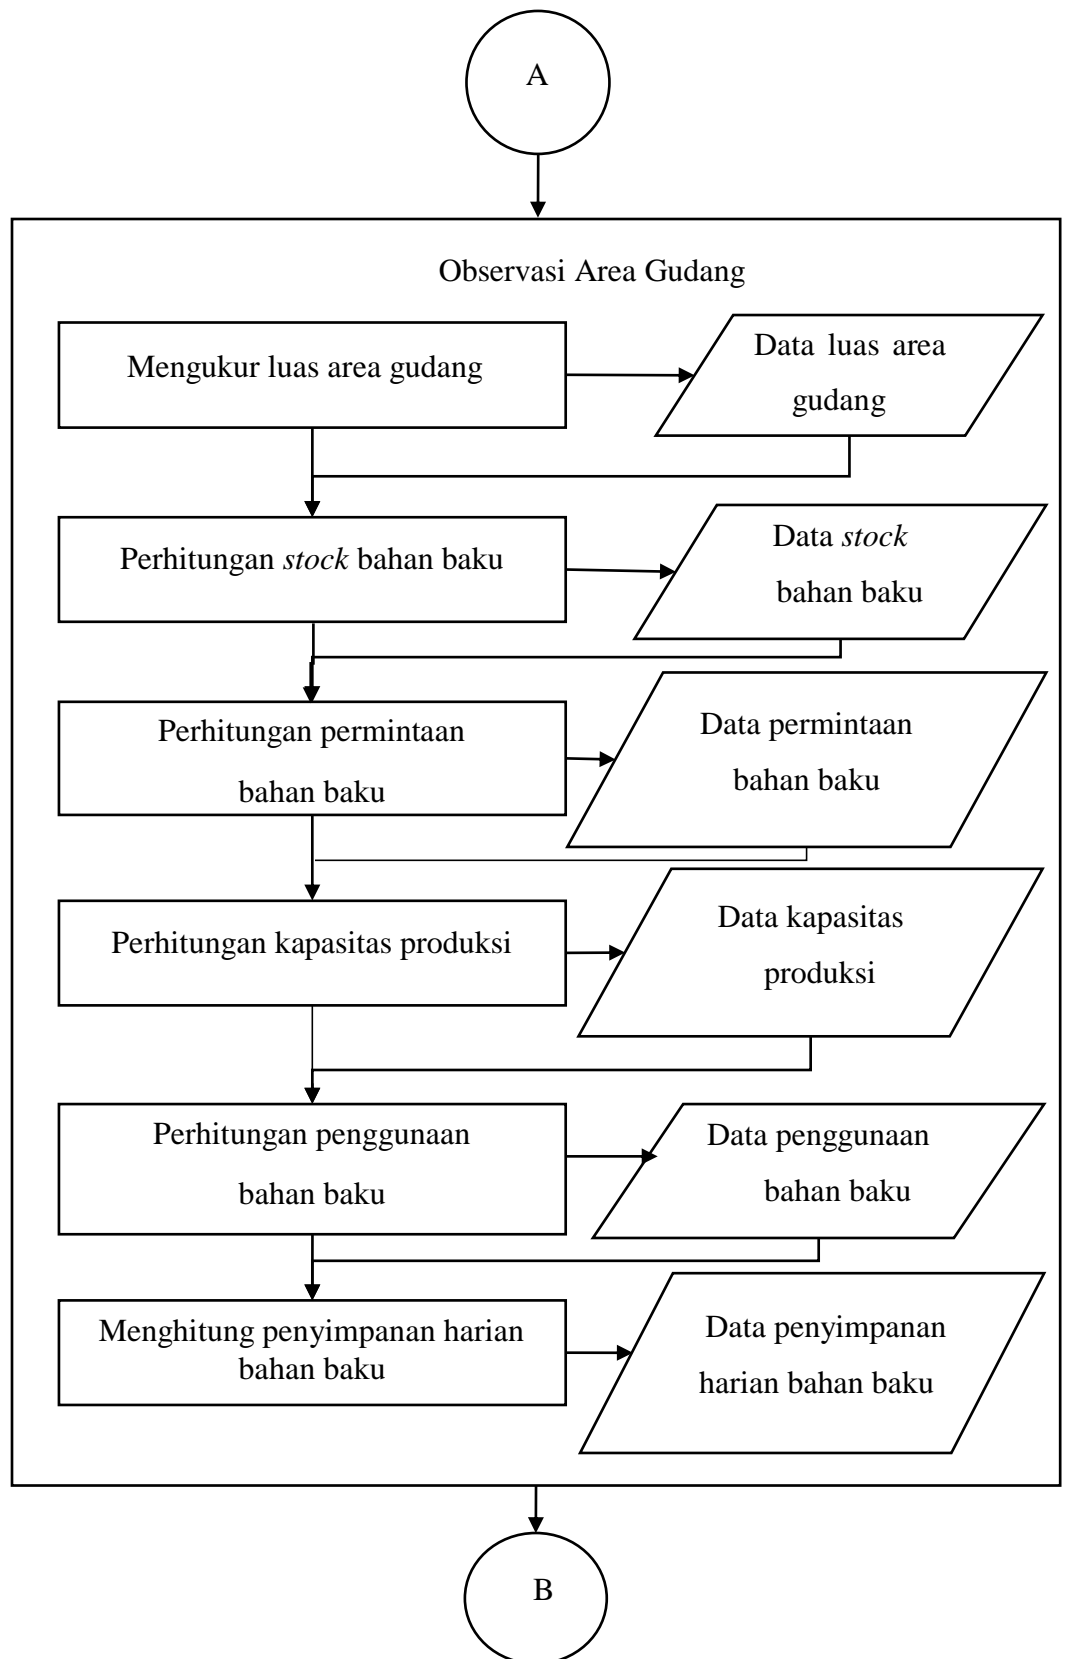 A
Observasi Area Gudang
Mengukur luas area gudang
Data luas area
gudang
Perhitungan stock bahan baku
Data stock
bahan baku
Perhitungan permintaan
bahan baku
Data permintaan
bahan baku
Perhitungan kapasitas produksi
Data kapasitas
produksi
Perhitungan penggunaan
bahan baku
Data penggunaan
bahan baku
Menghitung penyimpanan harian
bahan baku
Data penyimpanan
harian bahan baku
B